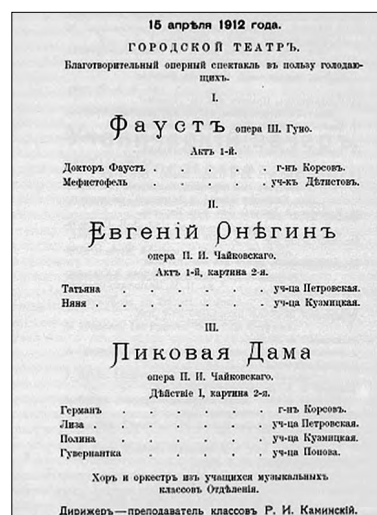 15 апрѣля 1912 года.
ГОРОДСКОЙ ТЕАТРЪ.
Благотворительный оперный спектакль въ пользу голодаю-
щихъ.
I.
Фаустъ опера Ш. Гуно.
Актъ 1-й.
Докторъ Фаустъ . . . . . г-нъ Корсовъ.
Мефистофель . . . . . уч-къ Дѣтистовъ.
II.
Евгеній Онѣгинъ
опера П. И. Чайковскаго.
Актъ 1-й, картина 2-я.
Татьяна . . . . . уч-ца Петровская.
Няня . . . . . . уч-ца Кузмицкая.
III.
Пиковая Дама
опера П. И. Чайковскаго.
Дѣйствіе I, картина 2-я.
Германъ . . . . . г-нъ Корсовъ.
Лиза . . . . . . уч-ца Петровская.
Полина . . . . . уч-ца Кузмицкая.
Гувернантка . . . . . уч-ца Попова.
Хоръ и оркестръ изъ учащихся музыкальныхъ
классовъ Отдѣленія.
Дирижеръ—преподаватель классовъ Р. И. Каминскій.